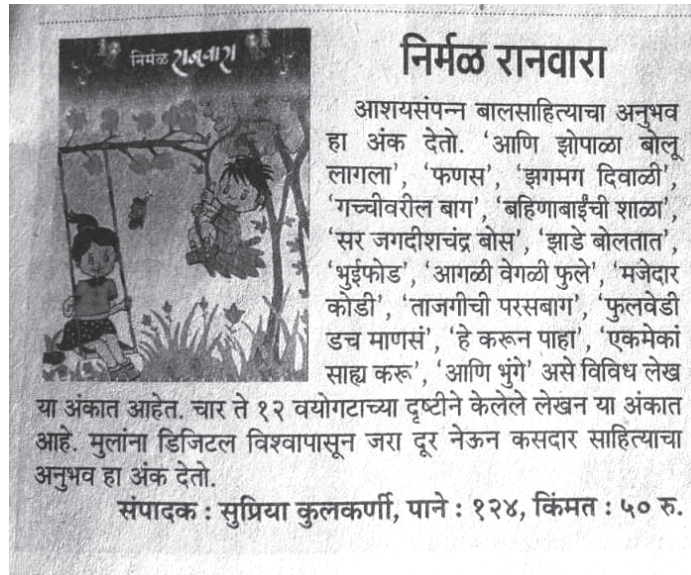 निर्मळ रानवारा
निर्मळ रानवारा
आशयसंपन्न बालसाहित्याचा अनुभव
हा अंक देतो. ‘आणि झोपाळा बोलू
लागला’, ‘फणस’, ‘झगमग दिवाळी’,
‘गच्चीवरील बाग’, ‘बहिणाबाईंची शाळा’,
‘सर जगदीशचंद्र बोस’, ‘झाडे बोलतात’,
‘भुईफोड’, ‘आगळी वेगळी फुले’, ‘मजेदार
कोडी’, ‘ताजगीची परसबाग’, ‘फुलवेडी
डच माणसं’, ‘हे करून पाहा’, ‘एकमेकां
साह्य करू’, ‘आणि भुंगे’ असे विविध लेख
या अंकात आहेत. चार ते १२ वयोगटाच्या दृष्टीने केलेले लेखन या अंकात
आहे. मुलांना डिजिटल विश्वापासून जरा दूर नेऊन कसदार साहित्याचा
अनुभव हा अंक देतो.
संपादक : सुप्रिया कुलकर्णी, पाने : १२४, किंमत : ५० रु.